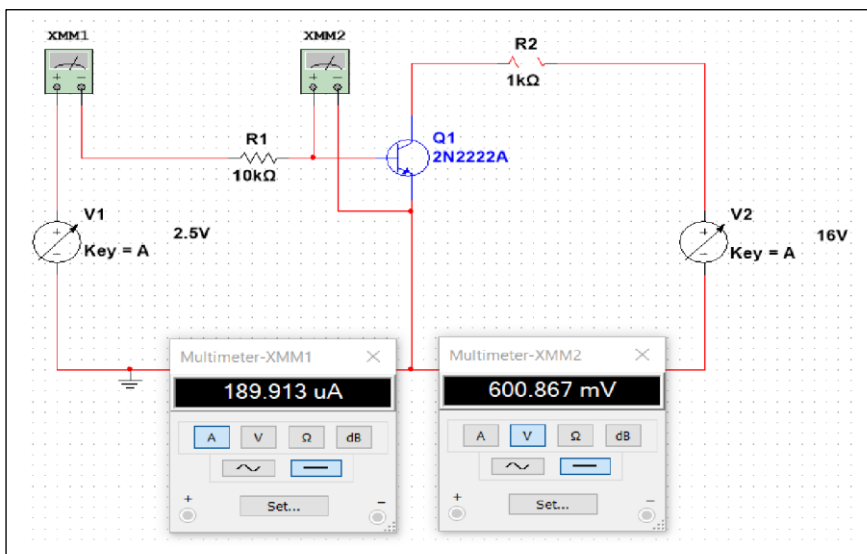 XMM1
XMM2
R2
1kΩ
R1
10kΩ
Q1
2N2222A
V1
Key = A
2.5V
V2
Key = A
16V
Multimeter-XMM1
189.913 uA
A V Ω dB
+
Set...
−
Multimeter-XMM2
600.867 mV
A V Ω dB
+
Set...
−